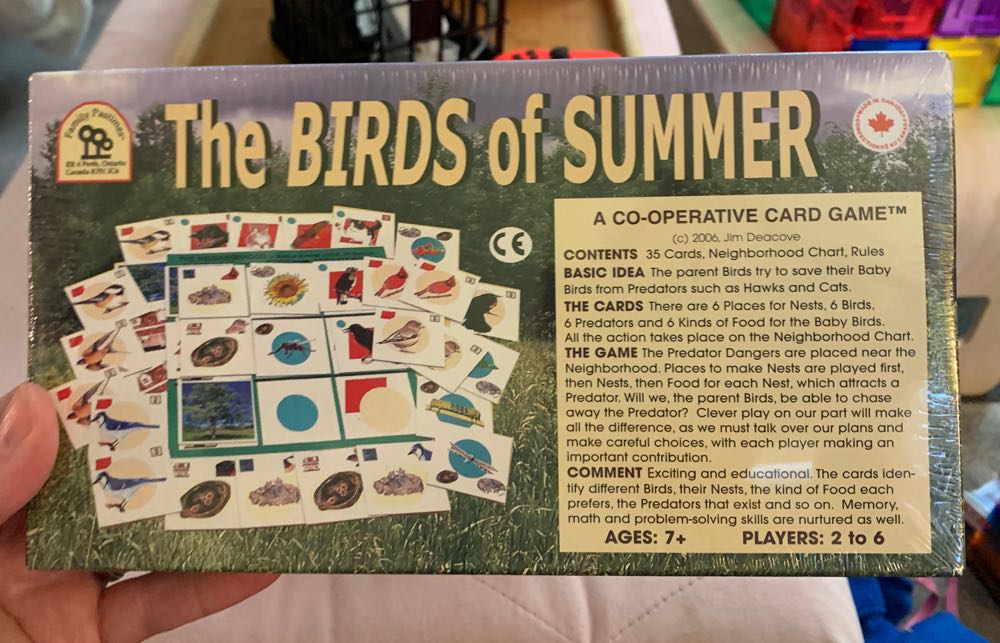 Family Pastimes
RR 4 Perth, Ontario
Canada K7H 3C6
The BIRDS of SUMMER
MADE IN CANADA
A CO-OPERATIVE CARD GAME™
(c) 2006, Jim Deacove
CONTENTS 35 Cards, Neighborhood Chart, Rules
BASIC IDEA The parent Birds try to save their Baby
Birds from Predators such as Hawks and Cats.
THE CARDS There are 6 Places for Nests, 6 Birds,
6 Predators and 6 Kinds of Food for the Baby Birds.
All the action takes place on the Neighborhood Chart.
THE GAME The Predator Dangers are placed near the
Neighborhood. Places to make Nests are played first,
then Nests, then Food for each Nest, which attracts a
Predator. Will we, the parent Birds, be able to chase
away the Predator? Clever play on our part will make
all the difference, as we must talk over our plans and
make careful choices, with each player making an
important contribution.
COMMENT Exciting and educational. The cards iden-
tify different Birds, their Nests, the kind of Food each
prefers, the Predators that exist and so on. Memory,
math and problem-solving skills are nurtured as well.
AGES: 7+ PLAYERS: 2 to 6
CE